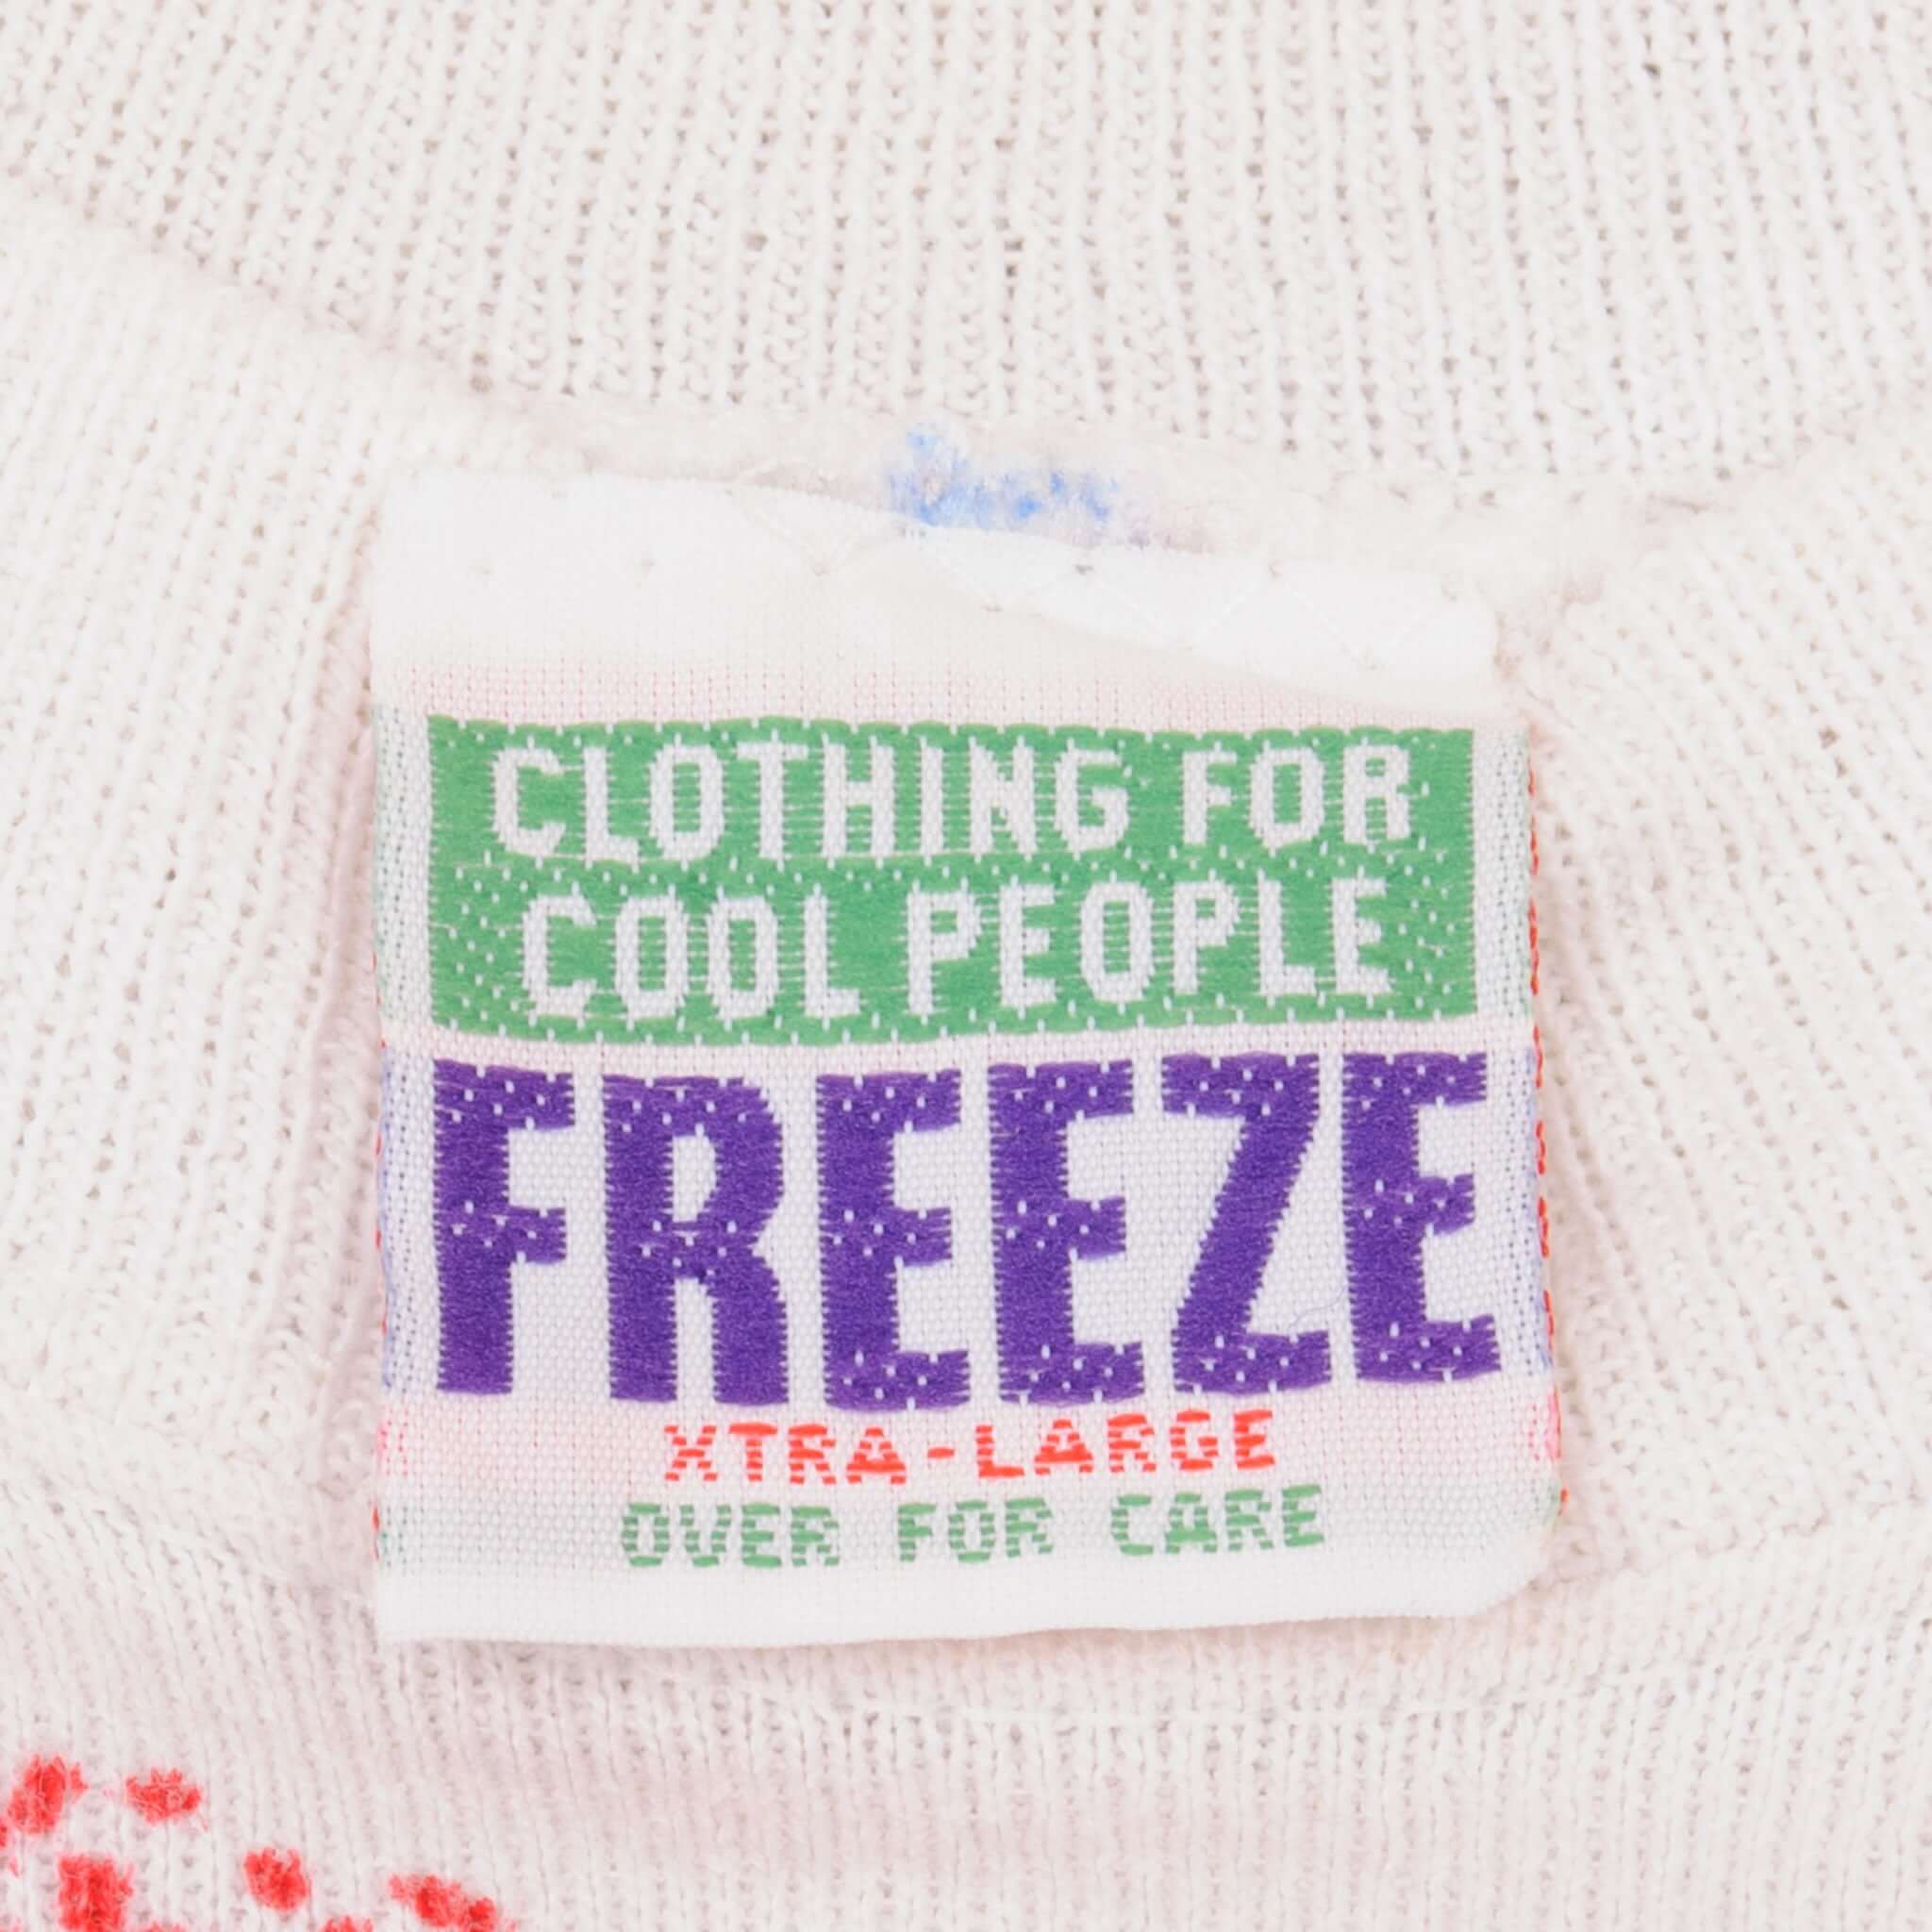 CLOTHING FOR
COOL PEOPLE
FREEZE
XTRA-LARGE
OVER FOR CARE